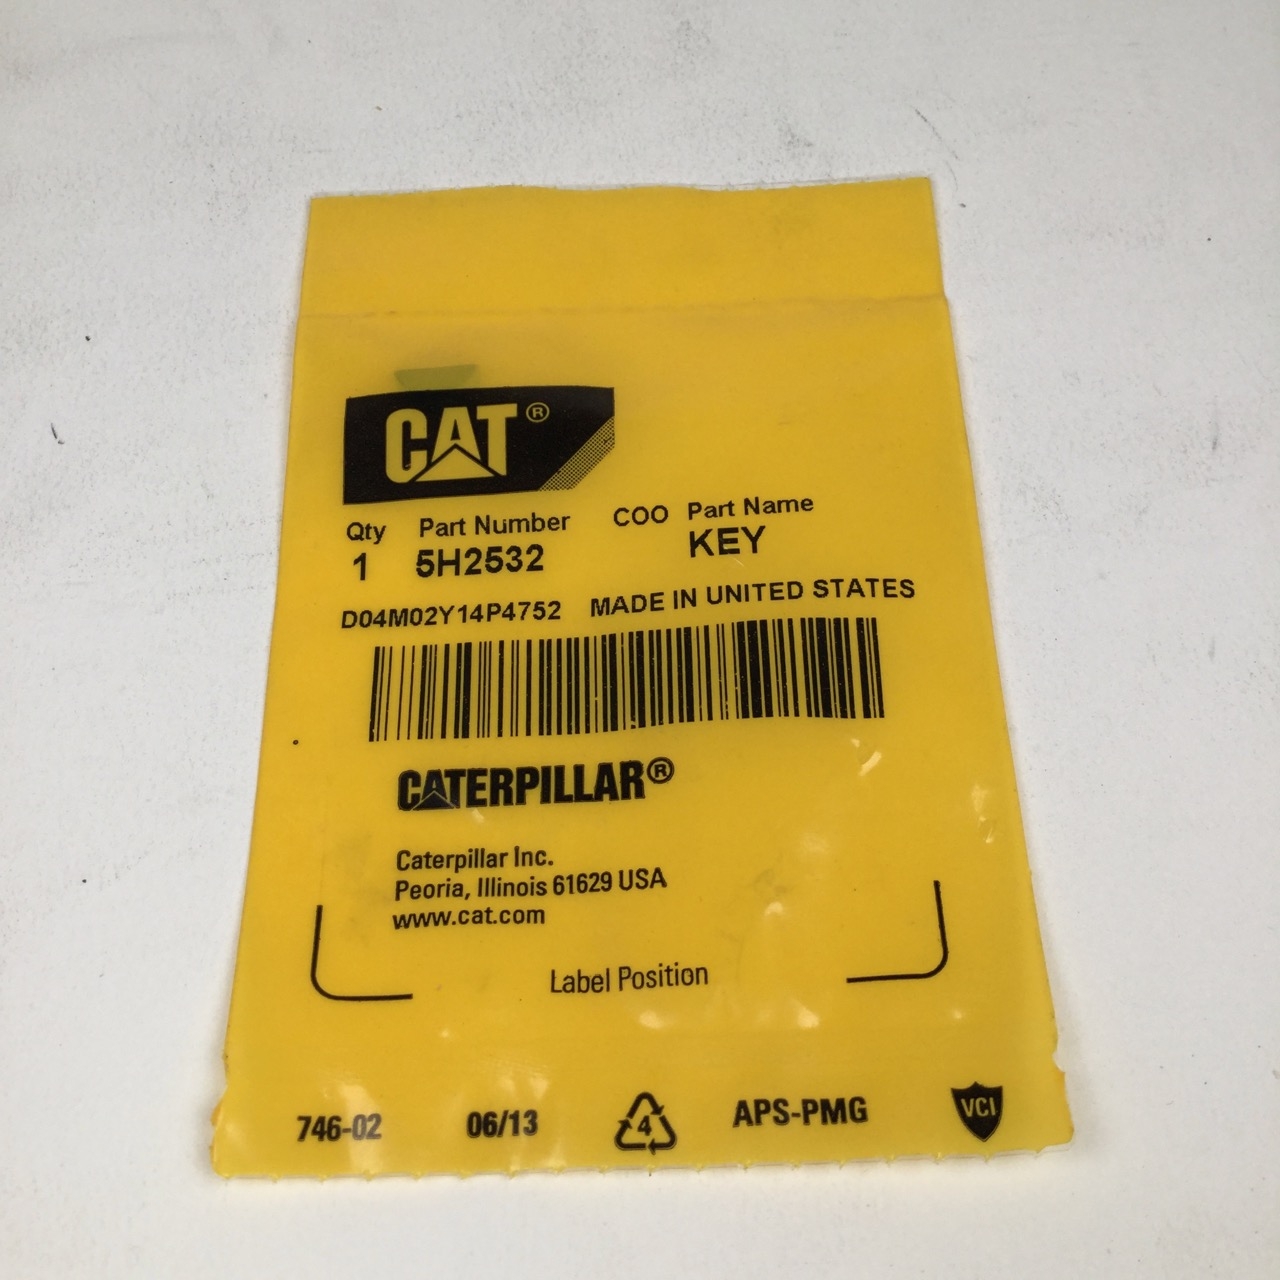 CAT®
Qty Part Number COO Part Name
1 5H2532 KEY
D04M02Y14P4752 MADE IN UNITED STATES
CATERPILLAR®
Caterpillar Inc.
Peoria, Illinois 61629 USA
www.cat.com
Label Position
746-02 06/13 4 APS-PMG VCI